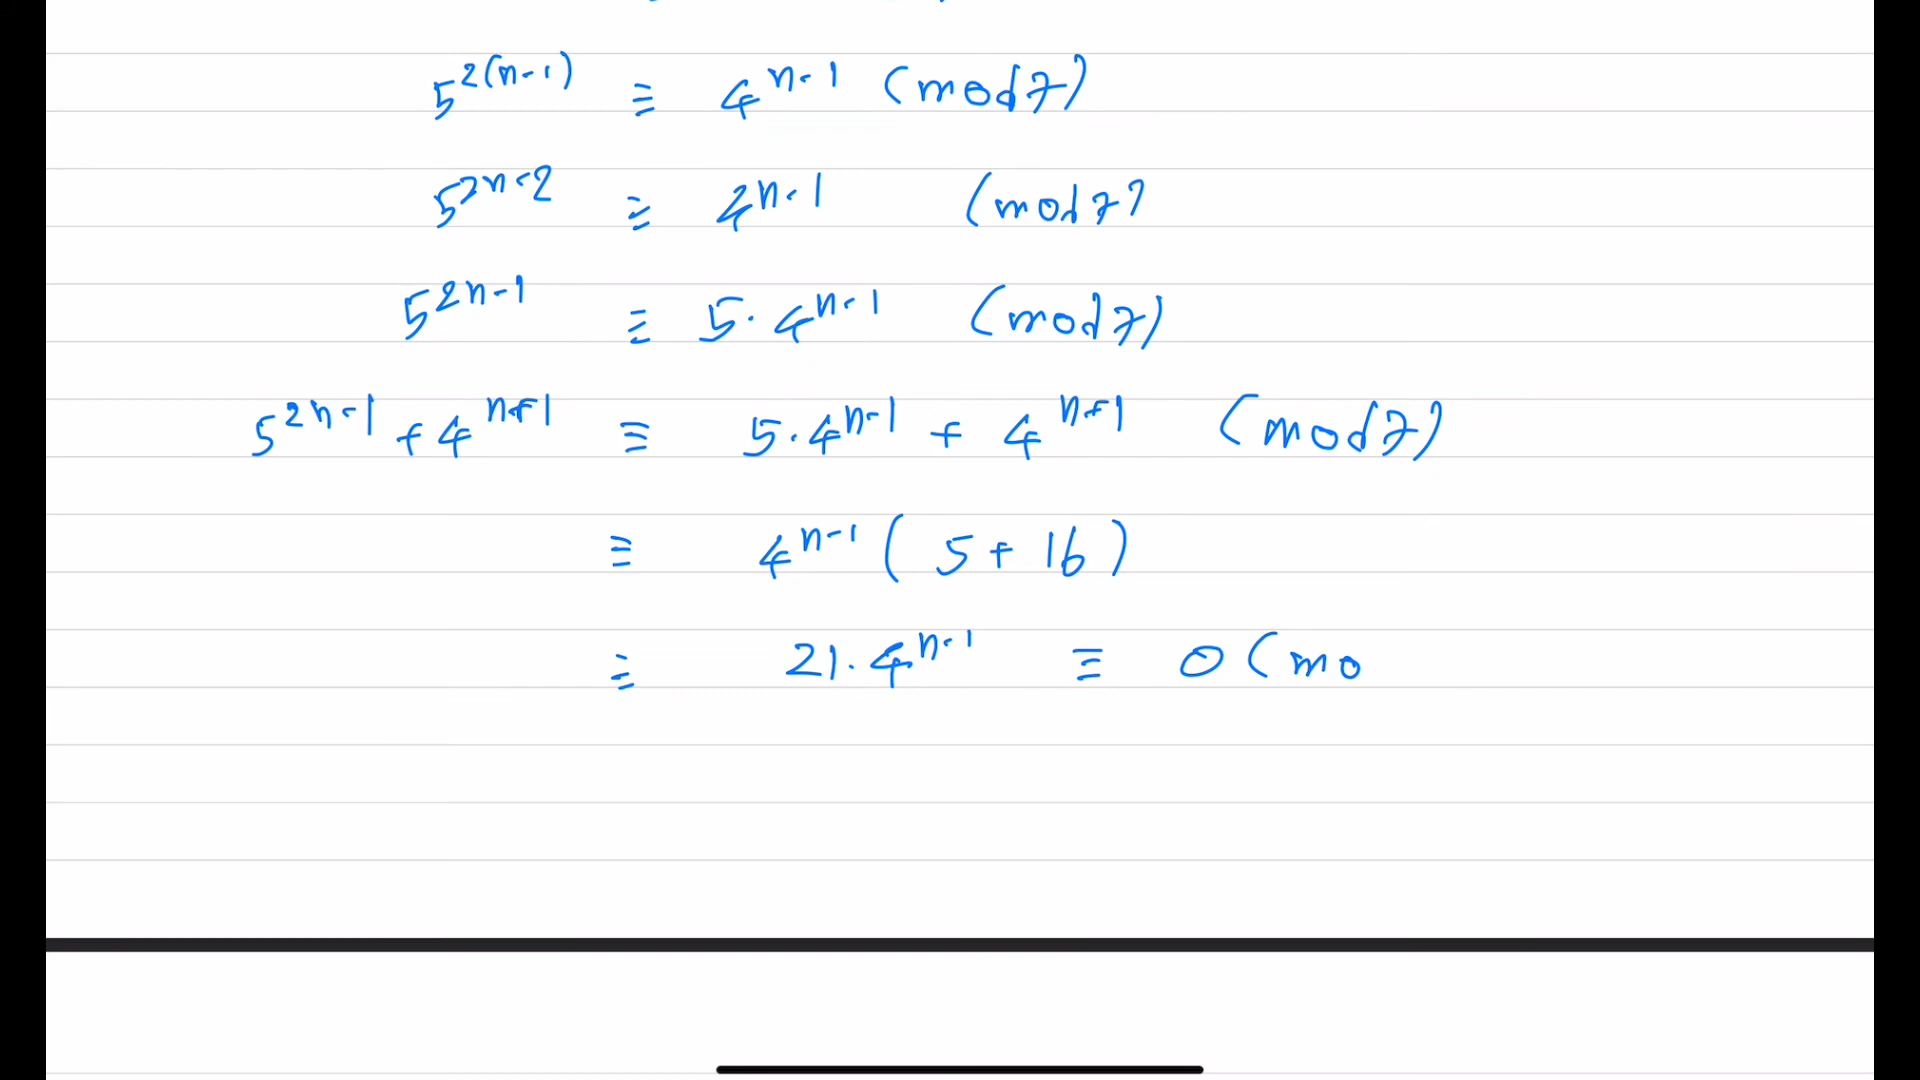 5^{2(n-1)} ≡ 4^{n-1} (mod 7)
5^{2n-2} ≡ 4^{n-1} (mod 7)
5^{2n-1} ≡ 5·4^{n-1} (mod 7)
5^{2n-1} + 4^{n+1} ≡ 5·4^{n-1} + 4^{n+1} (mod 7)
≡ 4^{n-1} (5 + 16)
≡ 21·4^{n-1} ≡ 0 (mo